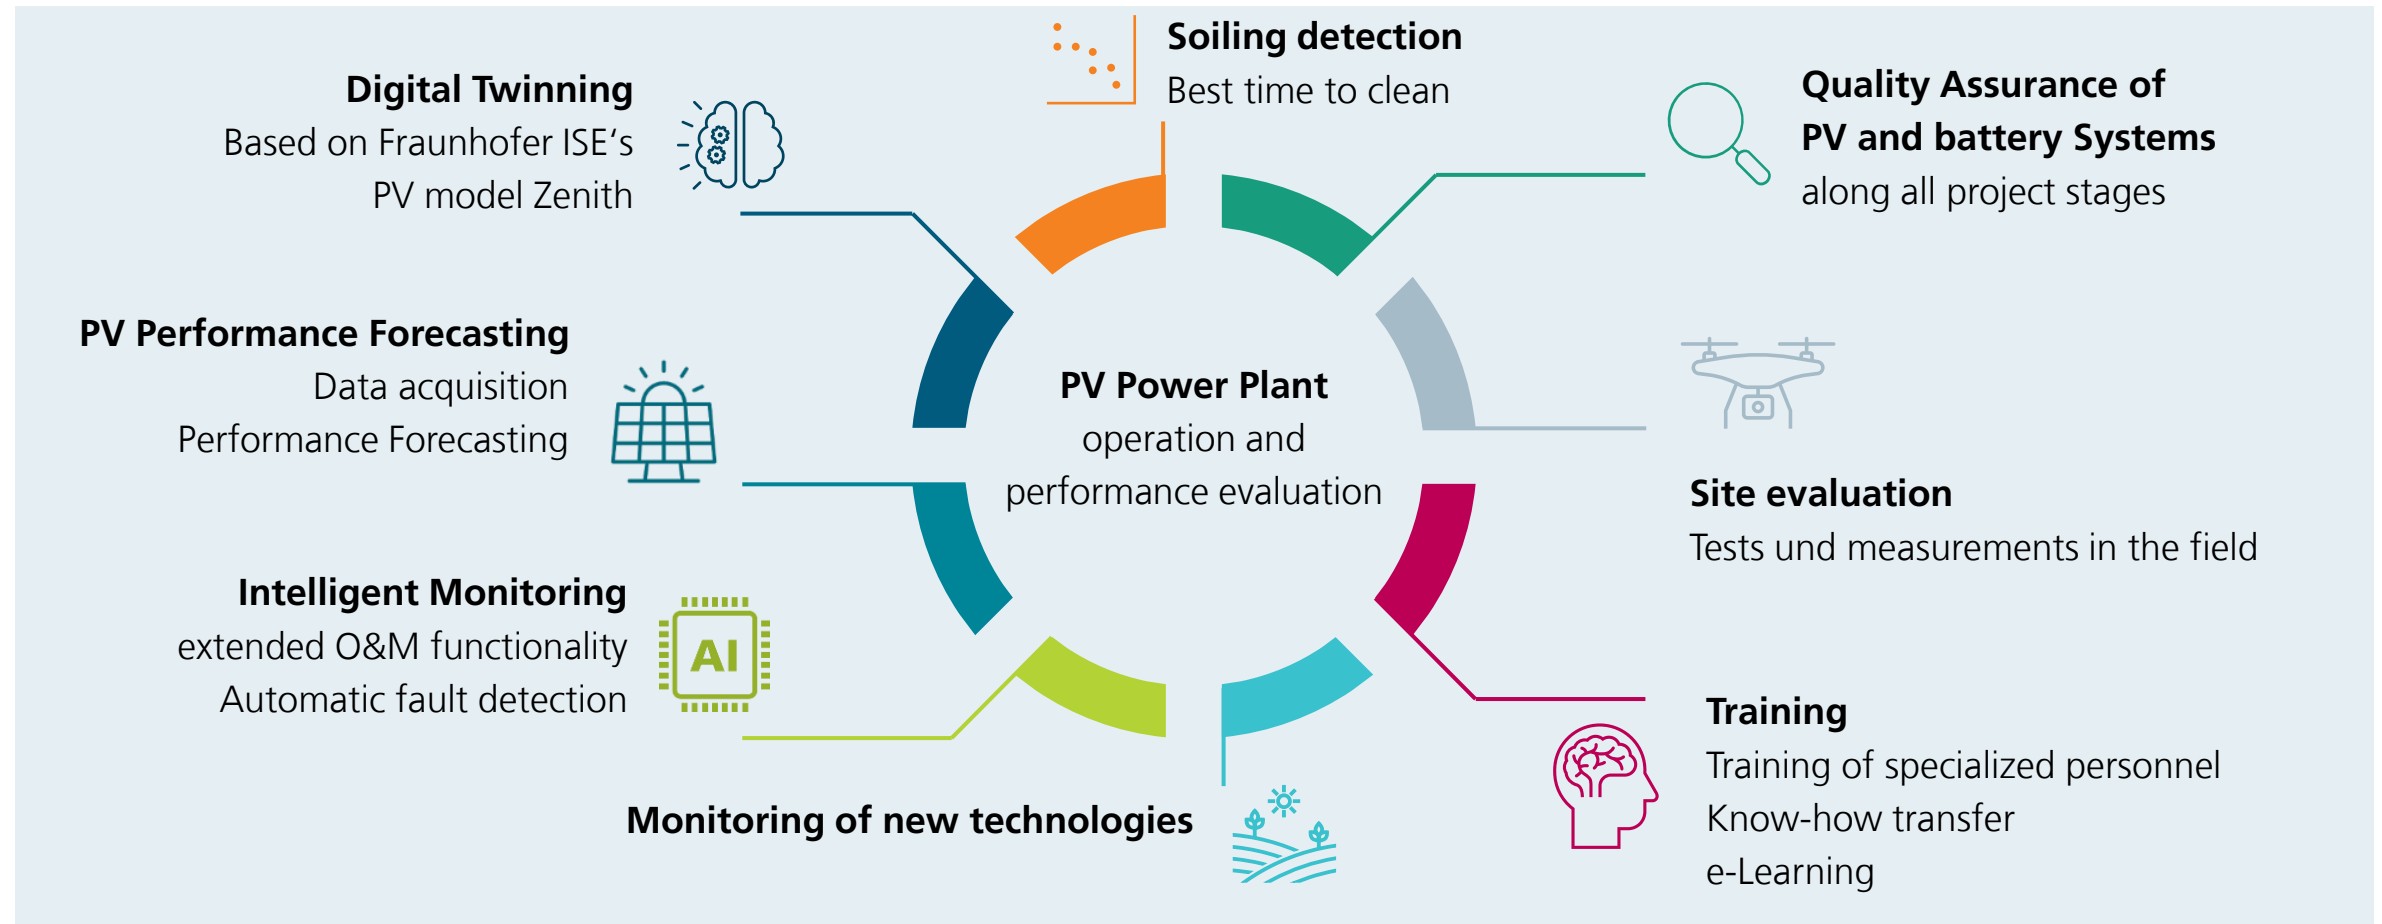 Soiling detection
Best time to clean
Quality Assurance of
PV and battery Systems
along all project stages
Digital Twinning
Based on Fraunhofer ISE‘s
PV model Zenith
PV Performance Forecasting
Data acquisition
Performance Forecasting
PV Power Plant
operation and
performance evaluation
Site evaluation
Tests und measurements in the field
Intelligent Monitoring
extended O&M functionality
Automatic fault detection
AI
Training
Training of specialized personnel
Know-how transfer
e-Learning
Monitoring of new technologies